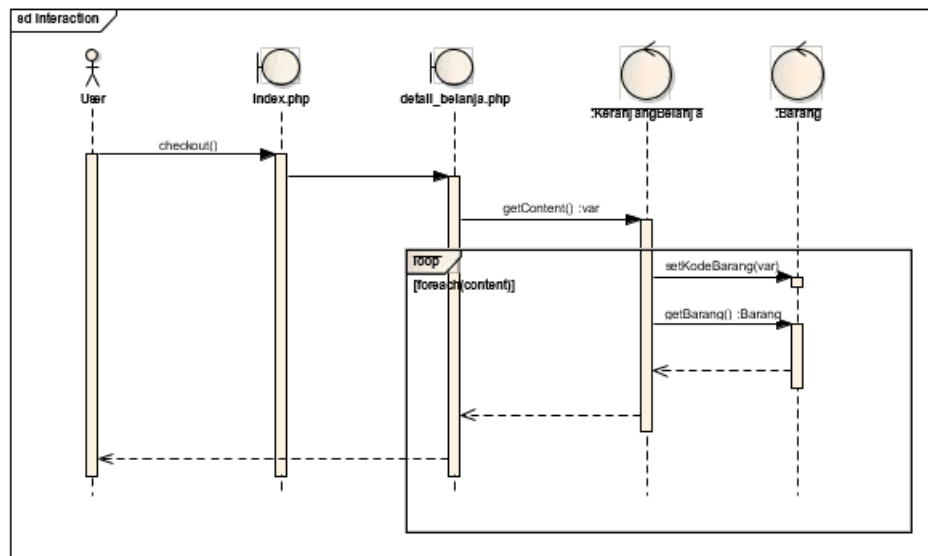 sd Interaction
User
Index.php
detail_belanja.php
:KeranjangBelanja
:Barang
checkout()
getContent() :var
loop
setKodeBarang(var)
[foreach(content)]
getBarang() :Barang